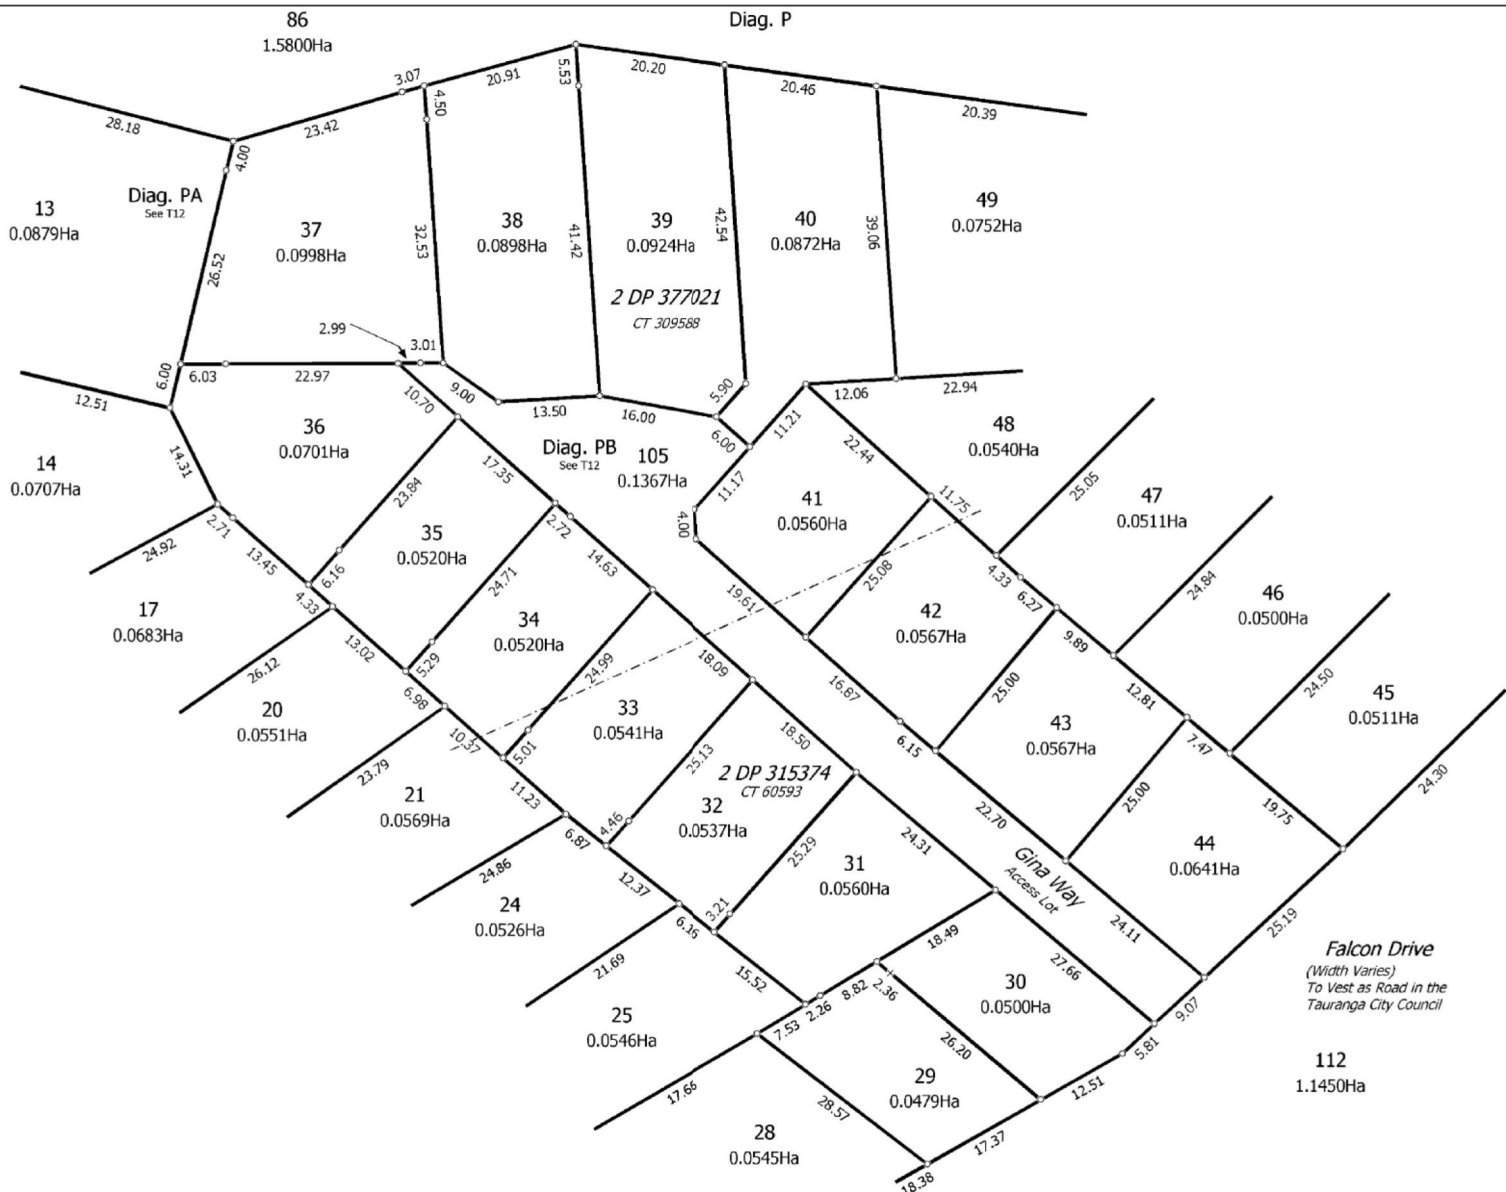 86
1.5800Ha
Diag. P
3.07
20.91
5.53
20.20
20.46
20.39
28.18
23.42
4.50
4.00
Diag. PA
See T12
13
0.0879Ha
37
0.0998Ha
38
0.0898Ha
39
0.0924Ha
40
0.0872Ha
49
0.0752Ha
26.52
32.53
41.42
42.54
39.06
2 DP 377021
CT 309588
2.99
3.01
6.00
6.03
22.97
10.70
9.00
13.50
16.00
5.90
6.00
11.21
12.06
22.94
12.51
14
0.0707Ha
14.31
36
0.0701Ha
17.35
Diag. PB
See T12
105
0.1367Ha
11.17
4.00
22.44
48
0.0540Ha
25.05
11.75
47
0.0511Ha
41
0.0560Ha
23.84
35
0.0520Ha
2.71
24.92
13.45
6.16
2.72
14.63
24.71
19.61
25.08
4.33
6.27
24.84
46
0.0500Ha
17
0.0683Ha
4.33
13.02
26.12
34
0.0520Ha
5.29
24.99
18.09
42
0.0567Ha
9.89
16.87
25.00
12.81
24.50
45
0.0511Ha
20
0.0551Ha
6.98
10.37
33
0.0541Ha
5.01
25.13
18.50
6.15
43
0.0567Ha
7.47
24.30
23.79
21
0.0569Ha
11.23
2 DP 315374
CT 60593
32
0.0537Ha
4.46
22.70
25.00
19.75
6.87
24.86
12.37
25.29
31
0.0560Ha
24.31
Gina Way
Access Lot
44
0.0641Ha
24
0.0526Ha
6.16
3.21
24.11
25.19
21.69
15.52
18.49
27.66
Falcon Drive
(Width Varies)
To Vest as Road in the
Tauranga City Council
25
0.0546Ha
7.53
2.26
8.82
2.36
30
0.0500Ha
9.07
5.81
26.20
12.51
112
1.1450Ha
17.66
29
0.0479Ha
28.57
28
0.0545Ha
17.37
18.38